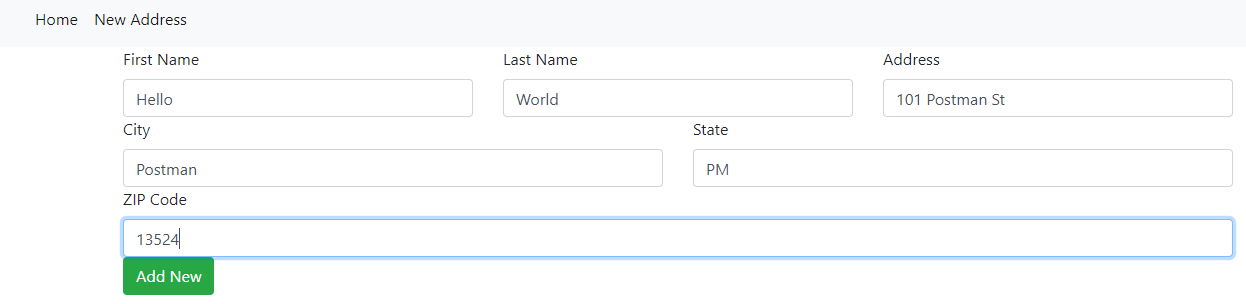 Home New Address
First Name Last Name Address
Hello World 101 Postman St
City State
Postman PM
ZIP Code
13524
Add New